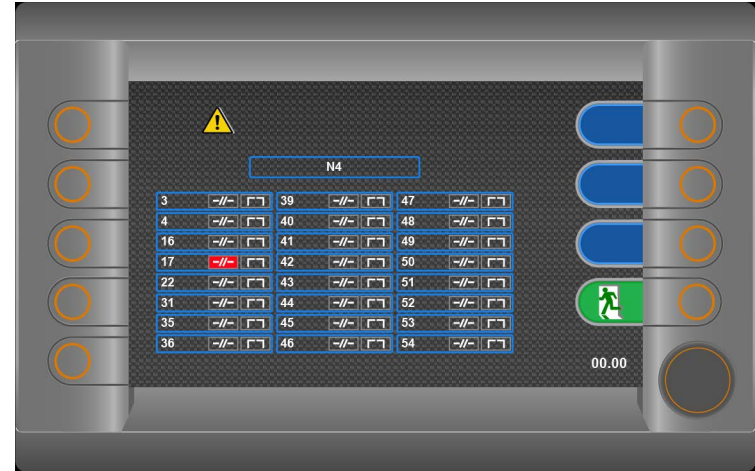 N4
3 -//- 39 -//- 47 -//-
4 -//- 40 -//- 48 -//-
16 -//- 41 -//- 49 -//-
17 -//- 42 -//- 50 -//-
22 -//- 43 -//- 51 -//-
31 -//- 44 -//- 52 -//-
35 -//- 45 -//- 53 -//-
36 -//- 46 -//- 54 -//-
00.00